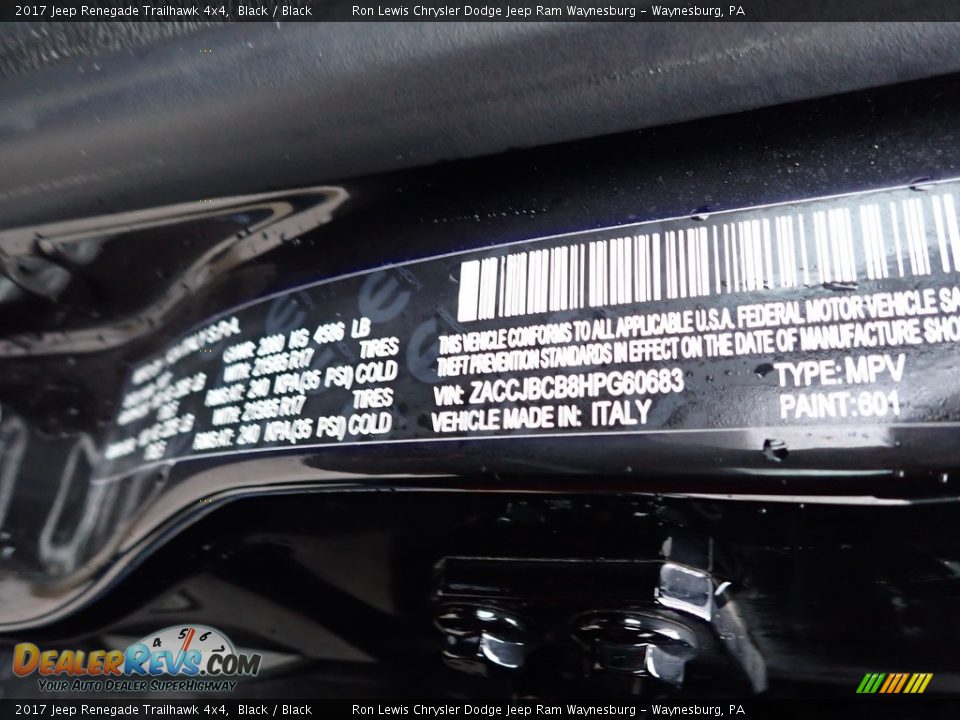 2017 Jeep Renegade Trailhawk 4x4, Black / Black Ron Lewis Chrysler Dodge Jeep Ram Waynesburg - Waynesburg, PA
GVWR: 2080 KG 4586 LB
TIRES
WITH: 215/65 R17
RIMS AT: 240 KPA(35 PSI) COLD
WITH: 215/65 R17 TIRES
RIMS AT: 240 KPA(35 PSI) COLD
THIS VEHICLE CONFORMS TO ALL APPLICABLE U.S.A. FEDERAL MOTOR VEHICLE SA
THEFT PREVENTION STANDARDS IN EFFECT ON THE DATE OF MANUFACTURE SHO
VIN: ZACCJBCB8HPG60683 TYPE: MPV
VEHICLE MADE IN: ITALY PAINT: 601
4 5 6
DEALERREVS.COM
YOUR AUTO DEALER SUPERHIGHWAY
2017 Jeep Renegade Trailhawk 4x4, Black / Black Ron Lewis Chrysler Dodge Jeep Ram Waynesburg - Waynesburg, PA